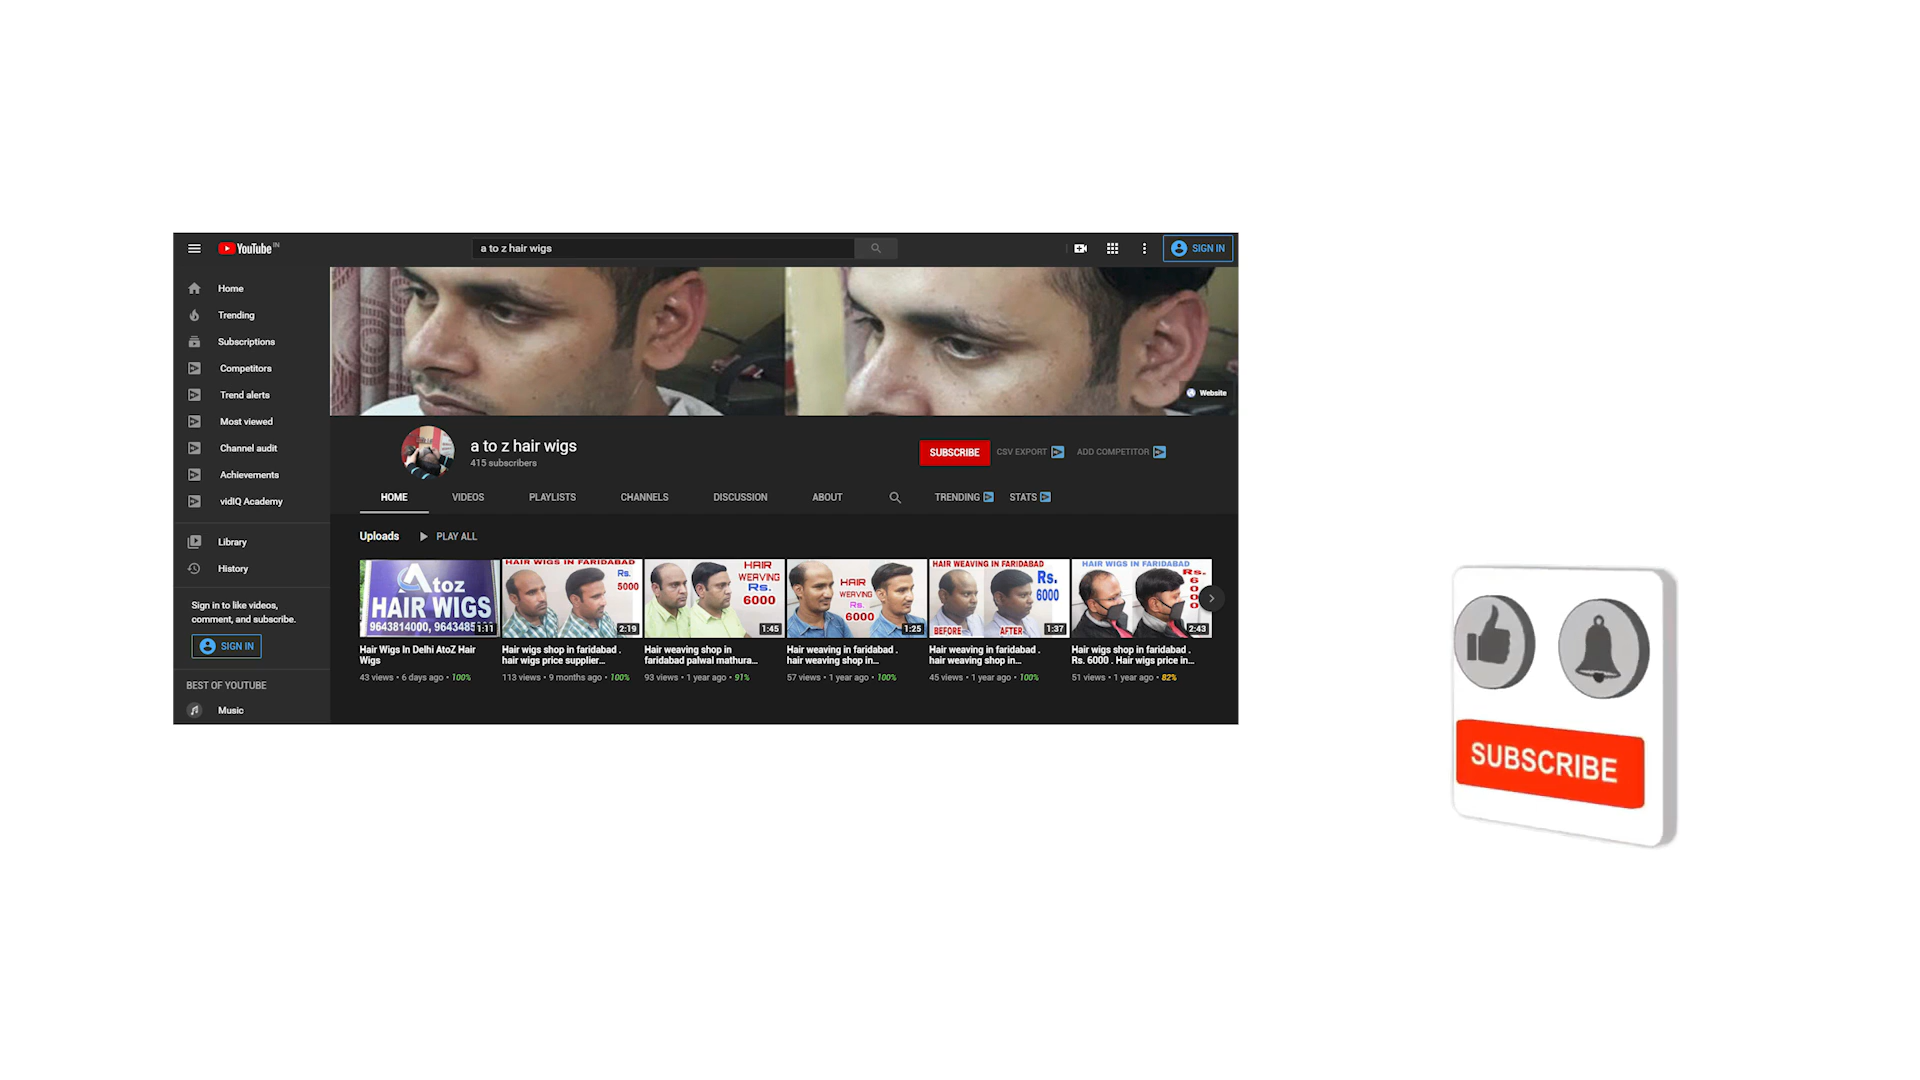 YouTube IN
a to z hair wigs
SIGN IN
Home
Trending
Subscriptions
Competitors
Trend alerts
Most viewed
Channel audit
Achievements
vidIQ Academy
Library
History
Sign in to like videos,
comment, and subscribe.
SIGN IN
BEST OF YOUTUBE
Music
Website
a to z hair wigs
415 subscribers
SUBSCRIBE
CSV EXPORT
ADD COMPETITOR
HOME
VIDEOS
PLAYLISTS
CHANNELS
DISCUSSION
ABOUT
TRENDING
STATS
Uploads
PLAY ALL
Atoz
HAIR WIGS
9643814000, 9643485
1:11
Hair Wigs In Delhi AtoZ Hair
Wigs
43 views • 6 days ago • 100%
HAIR WIGS IN FARIDABAD
Rs.
5000
2:19
Hair wigs shop in faridabad .
hair wigs price supplier...
113 views • 9 months ago • 100%
HAIR
WEAVING
Rs.
6000
1:45
Hair weaving shop in
faridabad palwal mathura...
93 views • 1 year ago • 91%
HAIR
WERVING
Rs.
6000
1:25
Hair weaving in faridabad .
hair weaving shop in...
57 views • 1 year ago • 100%
HAIR WEAVING IN FARIDABAD
Rs.
6000
BEFORE
AFTER
1:37
Hair weaving in faridabad .
hair weaving shop in...
45 views • 1 year ago • 100%
HAIR WIGS IN FARIDABAD
Rs.
6
0
0
0
2:43
Hair wigs shop in faridabad .
Rs. 6000 . Hair wigs price in...
51 views • 1 year ago • 82%
SUBSCRIBE